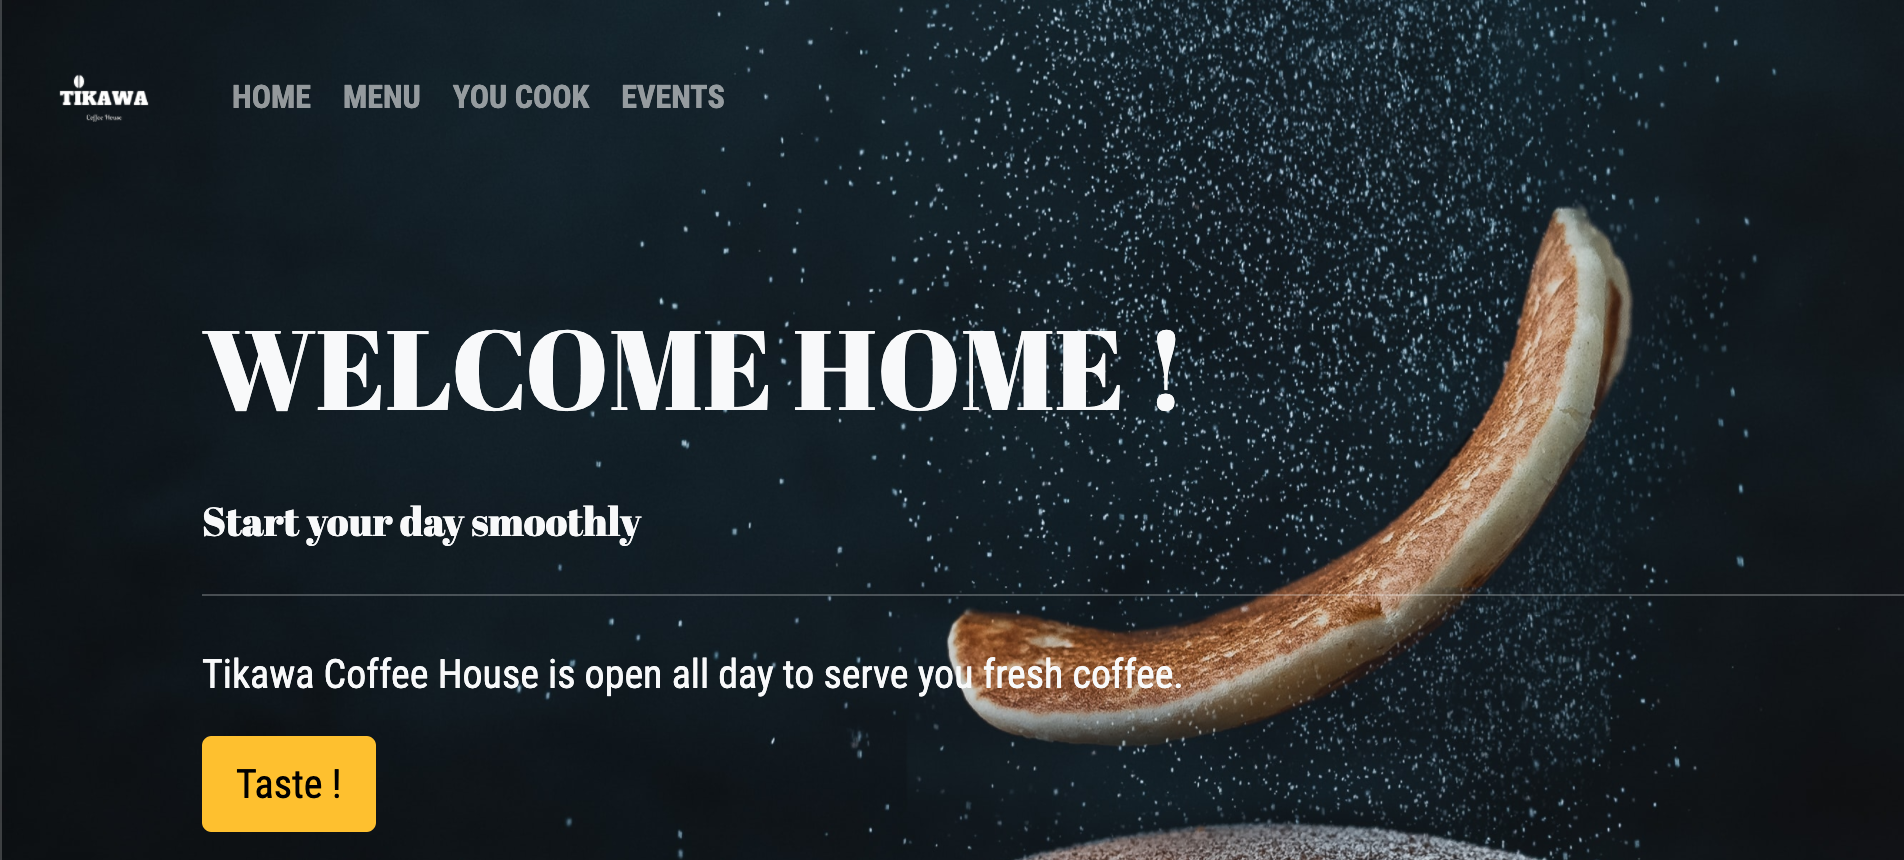 TIKAWA
Coffee House
HOME MENU YOU COOK EVENTS
WELCOME HOME !
Start your day smoothly
Tikawa Coffee House is open all day to serve you fresh coffee.
Taste !